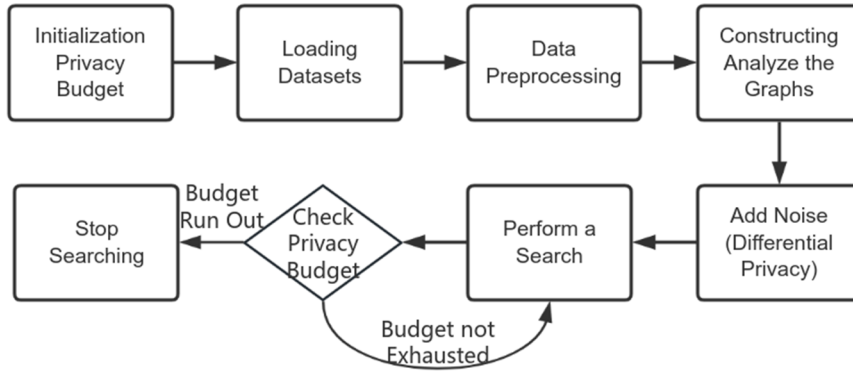 Initialization
Privacy
Budget
Loading
Datasets
Data
Preprocessing
Constructing
Analyze the
Graphs
Stop
Searching
Budget
Run Out
Check
Privacy
Budget
Perform a
Search
Add Noise
(Differential
Privacy)
Budget not
Exhausted